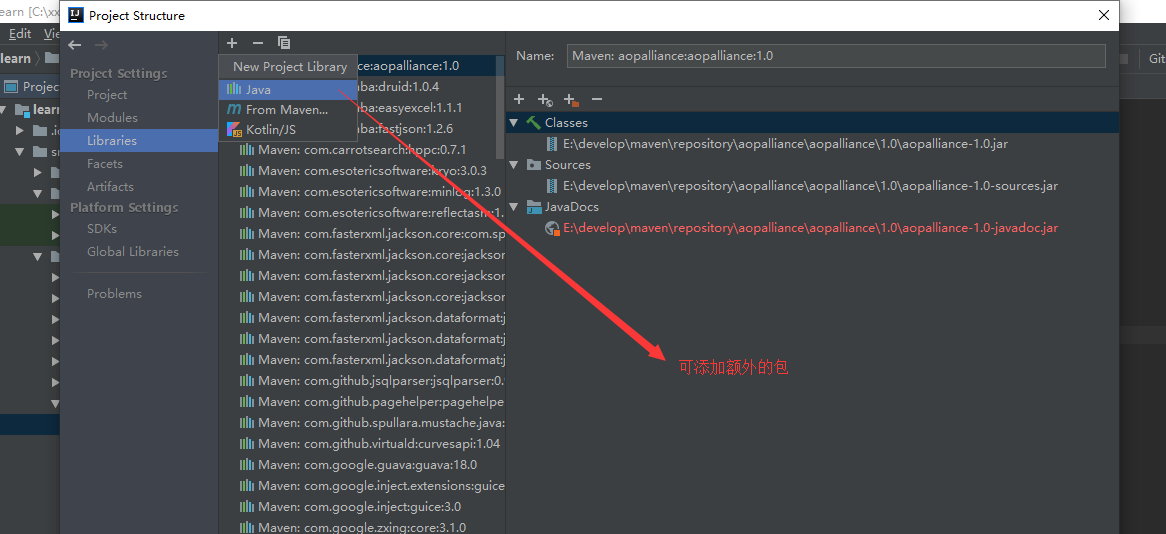 learn [C:\xx
Project Structure
Edit
Vie
learn
Git
Projec
learn
.i
s
Project Settings
Project
Modules
Libraries
Facets
Artifacts
Platform Settings
SDKs
Global Libraries
Problems
New Project Library
Java
From Maven...
Kotlin/JS
ce:aopalliance:1.0
ba:druid:1.0.4
ba:easyexcel:1.1.1
ba:fastjson:1.2.6
Maven: com.carrotsearch:hppc:0.7.1
Maven: com.esotericsoftware:kryo:3.0.3
Maven: com.esotericsoftware:minlog:1.3.0
Maven: com.esotericsoftware:reflectasm:1.
Maven: com.fasterxml.jackson.core:com.sp
Maven: com.fasterxml.jackson.core:jackson
Maven: com.fasterxml.jackson.core:jackson
Maven: com.fasterxml.jackson.core:jackson
Maven: com.fasterxml.jackson.dataformat:j
Maven: com.fasterxml.jackson.dataformat:j
Maven: com.fasterxml.jackson.dataformat:j
Maven: com.github.jsqlparser:jsqlparser:0.
Maven: com.github.pagehelper:pagehelpe
Maven: com.github.spullara.mustache.java:
Maven: com.github.virtuald:curvesapi:1.04
Maven: com.google.guava:guava:18.0
Maven: com.google.inject.extensions:guice
Maven: com.google.inject:guice:3.0
Maven: com.google.zxing:core:3.1.0
Name:
Maven: aopalliance:aopalliance:1.0
Classes
E:\develop\maven\repository\aopalliance\aopalliance\1.0\aopalliance-1.0.jar
Sources
E:\develop\maven\repository\aopalliance\aopalliance\1.0\aopalliance-1.0-sources.jar
JavaDocs
E:\develop\maven\repository\aopalliance\aopalliance\1.0\aopalliance-1.0-javadoc.jar
可添加额外的包